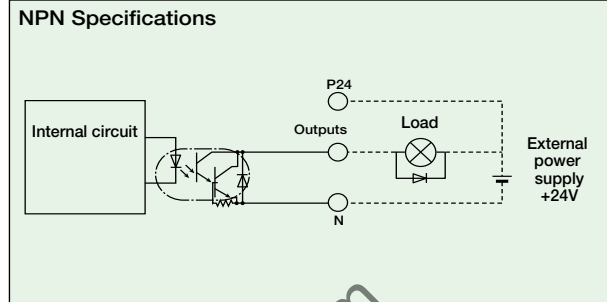 NPN Specifications
P24
Internal circuit
Outputs
Load
External
power
supply
+24V
N